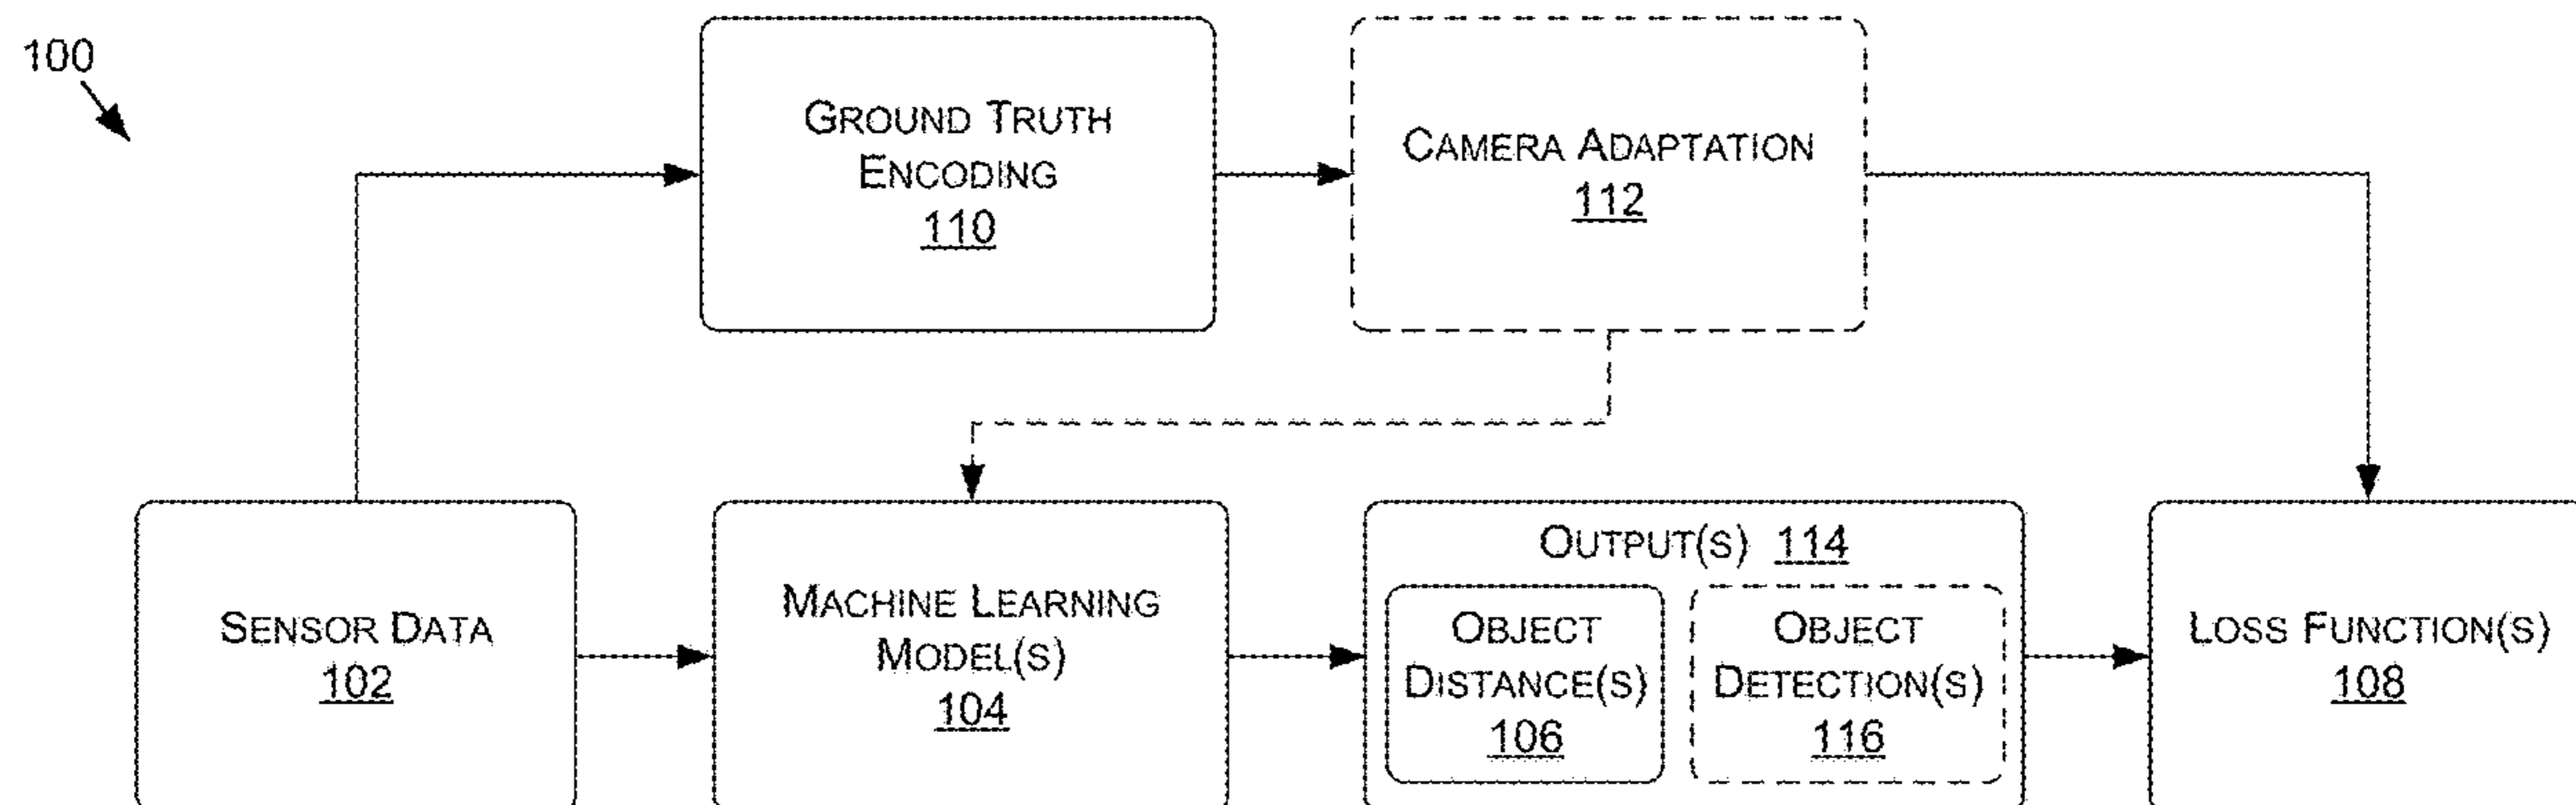 100
GROUND TRUTH
ENCODING
110
CAMERA ADAPTATION
112
SENSOR DATA
102
MACHINE LEARNING
MODEL(S)
104
OUTPUT(S) 114
OBJECT
DISTANCE(S)
106
OBJECT
DETECTION(S)
116
LOSS FUNCTION(S)
108